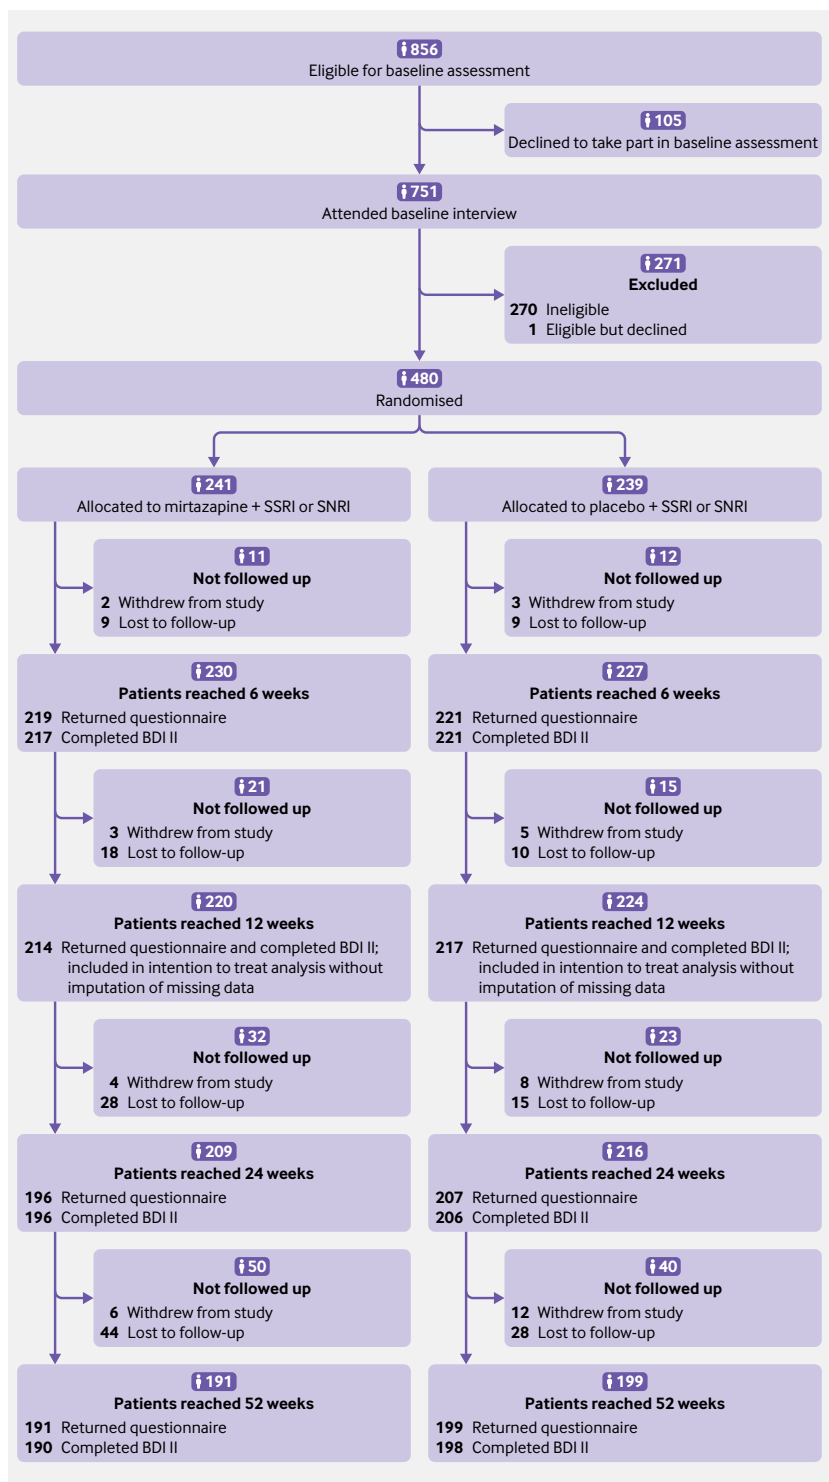 856
Eligible for baseline assessment
105
Declined to take part in baseline assessment
751
Attended baseline interview
271
Excluded
270 Ineligible
1 Eligible but declined
480
Randomised
241
Allocated to mirtazapine + SSRI or SNRI
11
Not followed up
2 Withdrew from study
9 Lost to follow-up
230
Patients reached 6 weeks
219 Returned questionnaire
217 Completed BDI II
21
Not followed up
3 Withdrew from study
18 Lost to follow-up
220
Patients reached 12 weeks
214 Returned questionnaire and completed BDI II;
included in intention to treat analysis without
imputation of missing data
32
Not followed up
4 Withdrew from study
28 Lost to follow-up
209
Patients reached 24 weeks
196 Returned questionnaire
196 Completed BDI II
50
Not followed up
6 Withdrew from study
44 Lost to follow-up
191
Patients reached 52 weeks
191 Returned questionnaire
190 Completed BDI II
239
Allocated to placebo + SSRI or SNRI
12
Not followed up
3 Withdrew from study
9 Lost to follow-up
227
Patients reached 6 weeks
221 Returned questionnaire
221 Completed BDI II
15
Not followed up
5 Withdrew from study
10 Lost to follow-up
224
Patients reached 12 weeks
217 Returned questionnaire and completed BDI II;
included in intention to treat analysis without
imputation of missing data
23
Not followed up
8 Withdrew from study
15 Lost to follow-up
216
Patients reached 24 weeks
207 Returned questionnaire
206 Completed BDI II
40
Not followed up
12 Withdrew from study
28 Lost to follow-up
199
Patients reached 52 weeks
199 Returned questionnaire
198 Completed BDI II